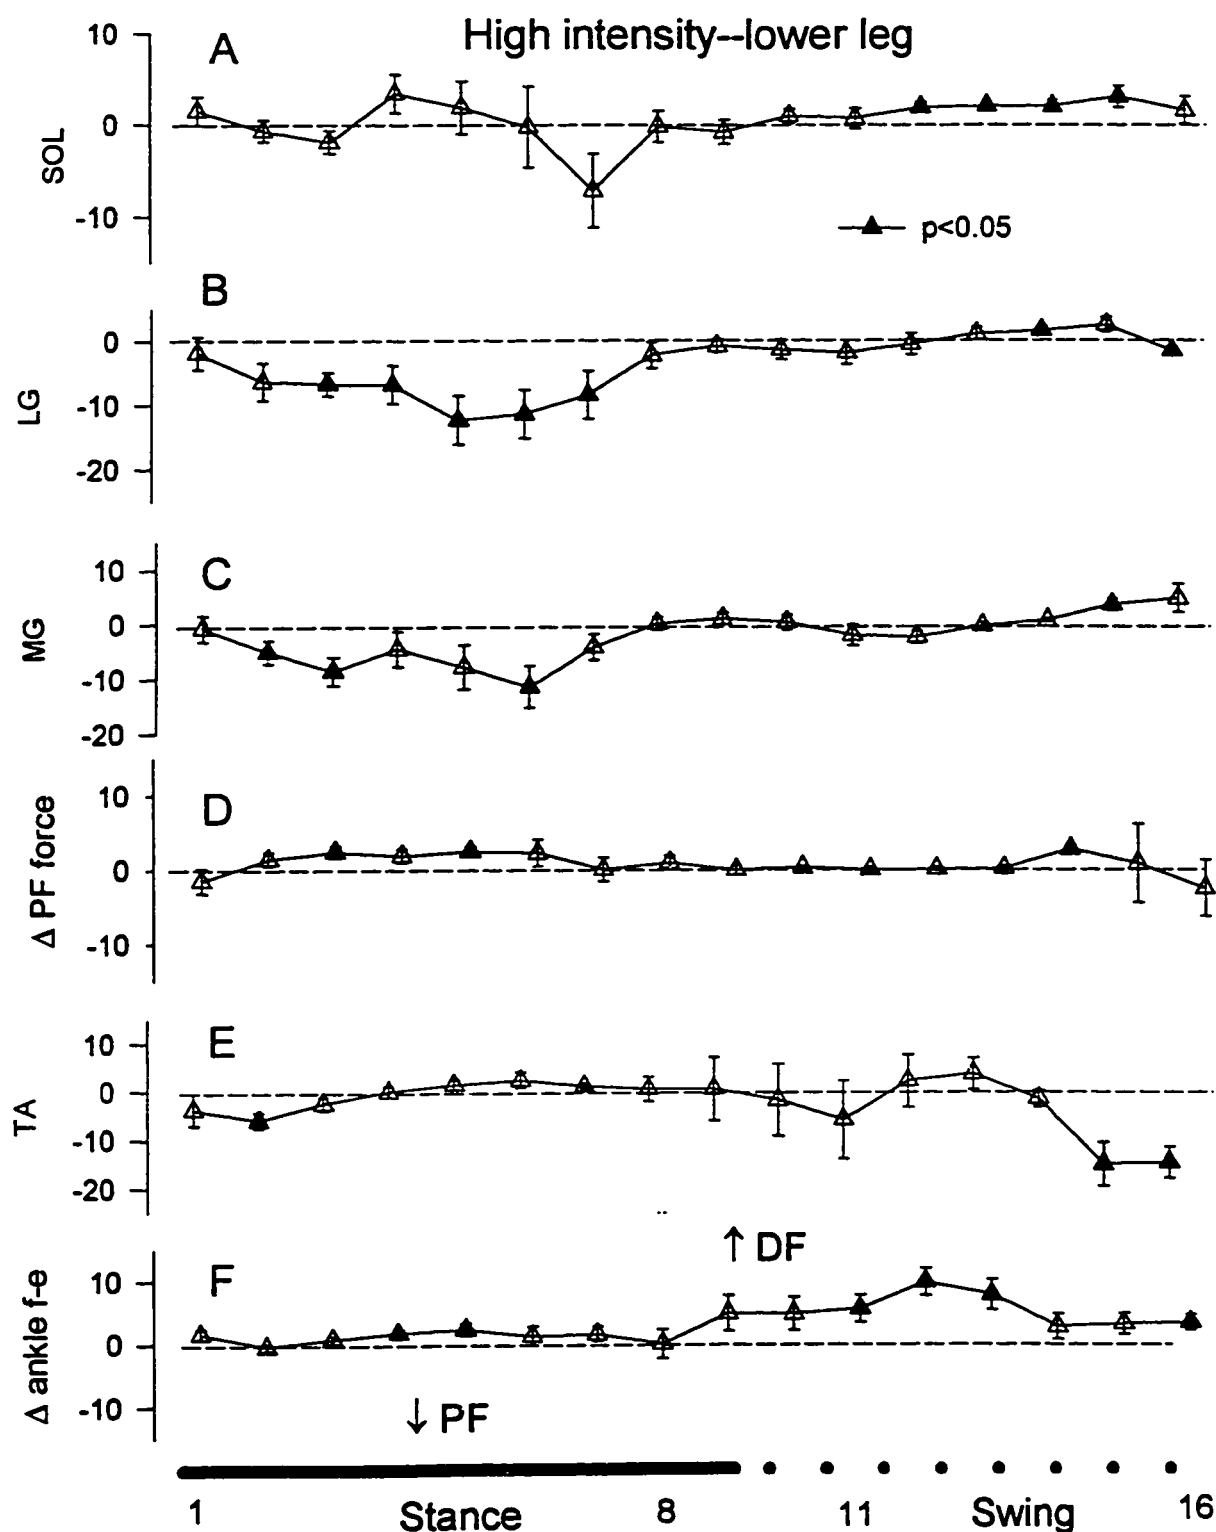 High intensity--lower leg
A
10
0
-10
SOL
p<0.05
B
0
-10
-20
LG
C
10
0
-10
-20
MG
D
10
0
-10
Δ PF force
E
10
0
-10
-20
TA
↑ DF
F
10
0
-10
Δ ankle f-e
↓ PF
1 Stance 8 11 Swing 16